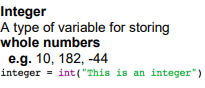 Integer
A type of variable for storing
whole numbers
e.g. 10, 182, -44
integer = int("This is an integer")